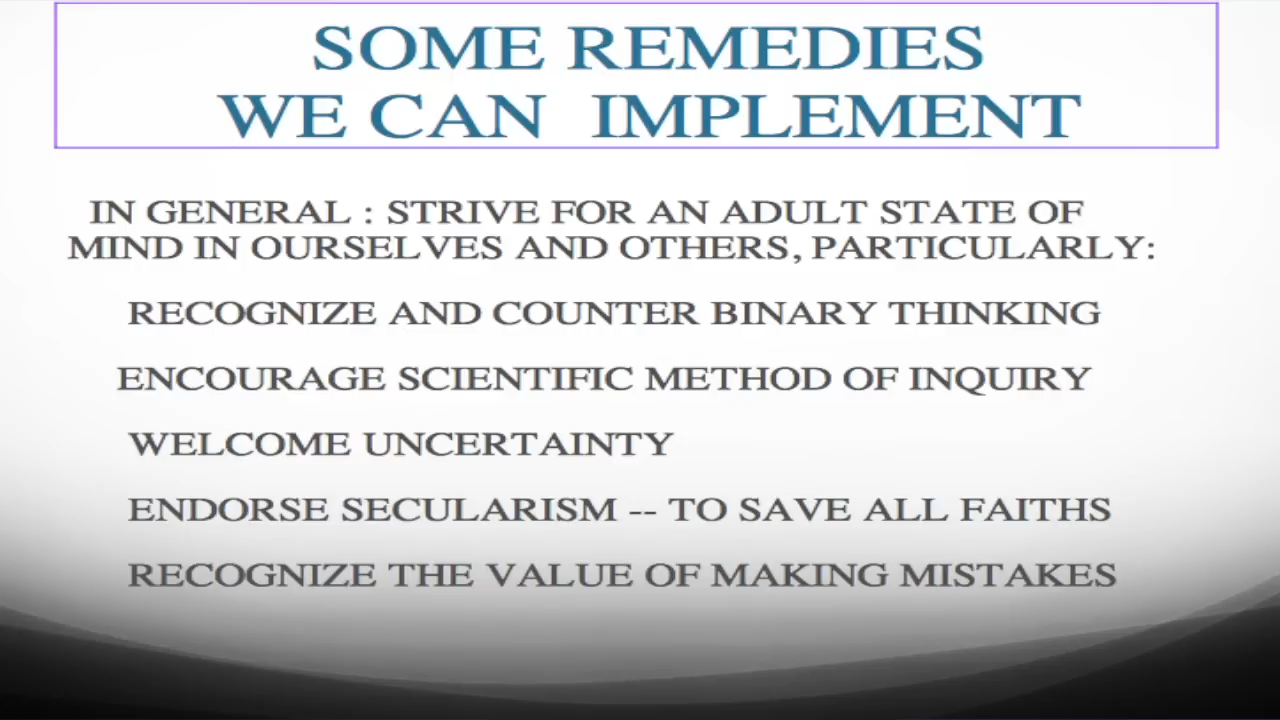 SOME REMEDIES
WE CAN IMPLEMENT
IN GENERAL : STRIVE FOR AN ADULT STATE OF
MIND IN OURSELVES AND OTHERS, PARTICULARLY:
RECOGNIZE AND COUNTER BINARY THINKING
ENCOURAGE SCIENTIFIC METHOD OF INQUIRY
WELCOME UNCERTAINTY
ENDORSE SECULARISM -- TO SAVE ALL FAITHS
RECOGNIZE THE VALUE OF MAKING MISTAKES